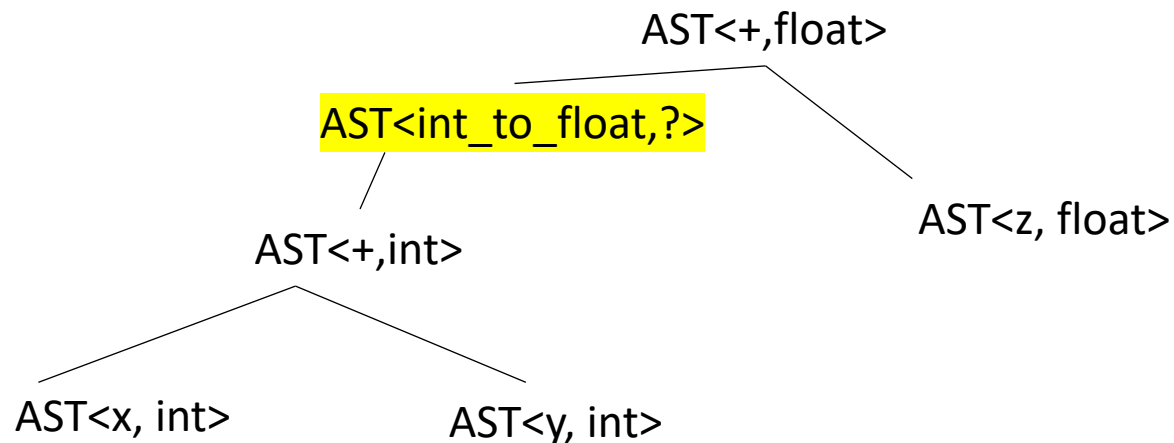 AST<+,float>
AST<int_to_float,?>
AST<z, float>
AST<+,int>
AST<x, int>
AST<y, int>